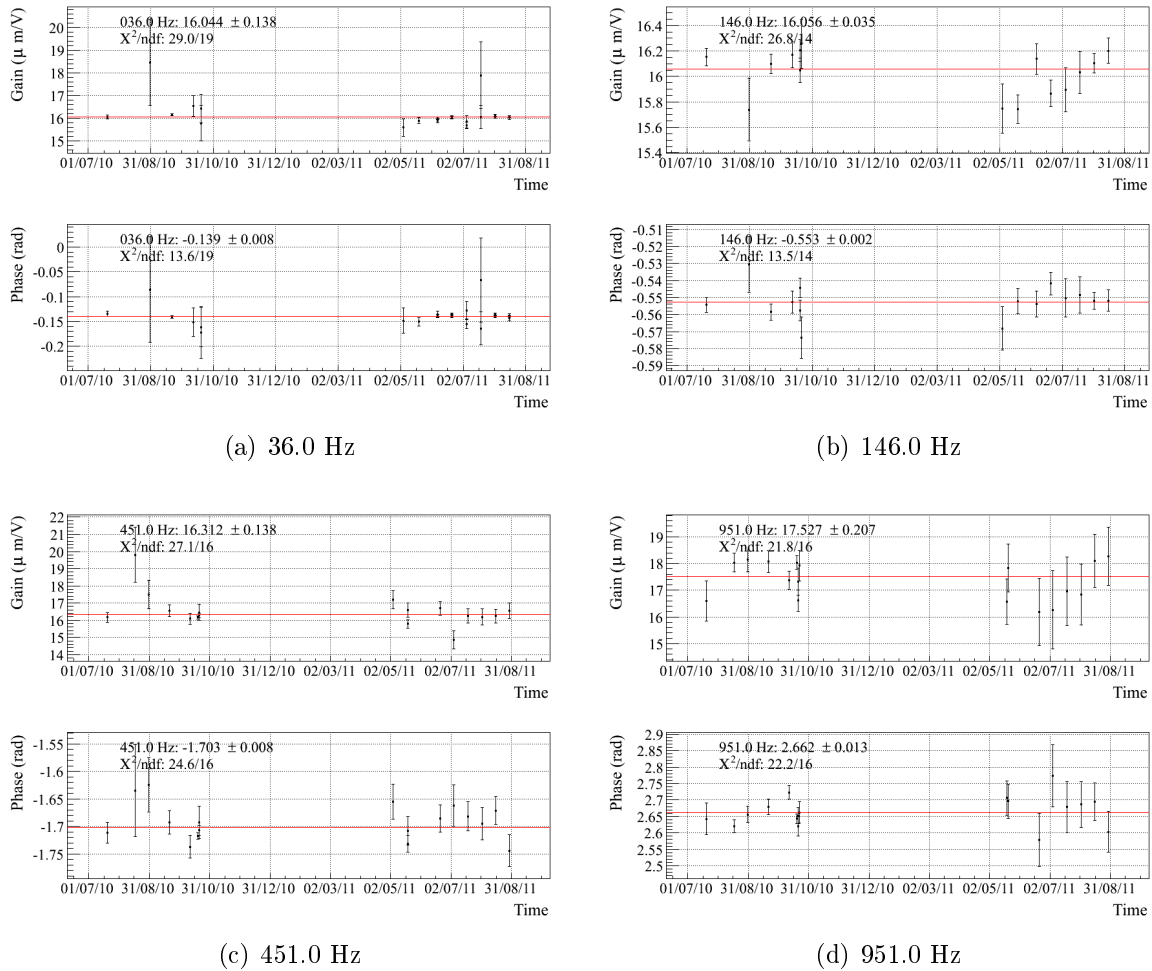 Gain (μ m/V)
036.0 Hz: 16.044 ± 0.138
X²/ndf: 29.0/19
20
19
18
17
16
15
01/07/10 31/08/10 31/10/10 31/12/10 02/03/11 02/05/11 02/07/11 31/08/11
Time
Phase (rad)
036.0 Hz: -0.139 ± 0.008
X²/ndf: 13.6/19
0
-0.05
-0.1
-0.15
-0.2
01/07/10 31/08/10 31/10/10 31/12/10 02/03/11 02/05/11 02/07/11 31/08/11
Time
(a) 36.0 Hz
Gain (μ m/V)
146.0 Hz: 16.056 ± 0.035
X²/ndf: 26.8/14
16.4
16.2
16
15.8
15.6
15.4
01/07/10 31/08/10 31/10/10 31/12/10 02/03/11 02/05/11 02/07/11 31/08/11
Time
Phase (rad)
146.0 Hz: -0.553 ± 0.002
X²/ndf: 13.5/14
-0.51
-0.52
-0.53
-0.54
-0.55
-0.56
-0.57
-0.58
-0.59
01/07/10 31/08/10 31/10/10 31/12/10 02/03/11 02/05/11 02/07/11 31/08/11
Time
(b) 146.0 Hz
Gain (μ m/V)
451.0 Hz: 16.312 ± 0.138
X²/ndf: 27.1/16
22
21
20
19
18
17
16
15
14
01/07/10 31/08/10 31/10/10 31/12/10 02/03/11 02/05/11 02/07/11 31/08/11
Time
Phase (rad)
451.0 Hz: -1.703 ± 0.008
X²/ndf: 24.6/16
-1.55
-1.6
-1.65
-1.7
-1.75
01/07/10 31/08/10 31/10/10 31/12/10 02/03/11 02/05/11 02/07/11 31/08/11
Time
(c) 451.0 Hz
Gain (μ m/V)
951.0 Hz: 17.527 ± 0.207
X²/ndf: 21.8/16
19
18
17
16
15
01/07/10 31/08/10 31/10/10 31/12/10 02/03/11 02/05/11 02/07/11 31/08/11
Time
Phase (rad)
951.0 Hz: 2.662 ± 0.013
X²/ndf: 22.2/16
2.9
2.85
2.8
2.75
2.7
2.65
2.6
2.55
2.5
01/07/10 31/08/10 31/10/10 31/12/10 02/03/11 02/05/11 02/07/11 31/08/11
Time
(d) 951.0 Hz